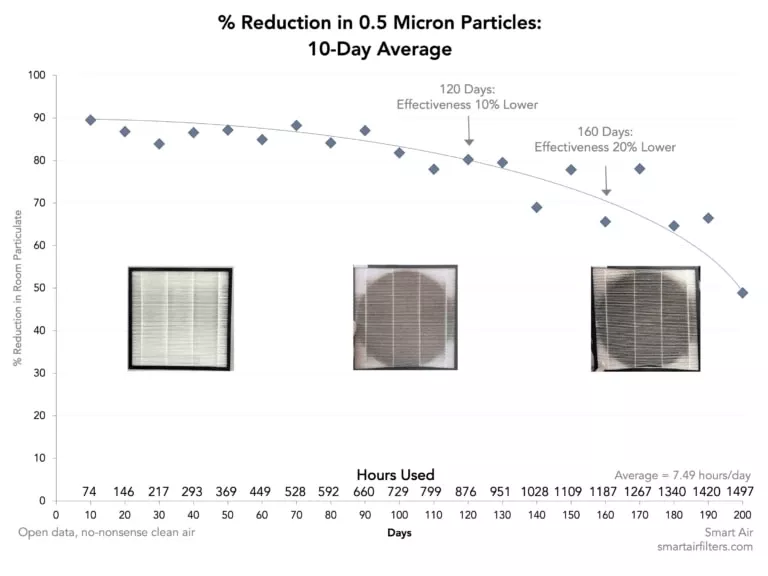 % Reduction in 0.5 Micron Particles:
10-Day Average
% Reduction in Room Particulate
100
90
80
70
60
50
40
30
20
10
0
120 Days:
Effectiveness 10% Lower
160 Days:
Effectiveness 20% Lower
Hours Used
Average = 7.49 hours/day
74 146 217 293 369 449 528 592 660 729 799 876 951 1028 1109 1187 1267 1340 1420 1497
0 10 20 30 40 50 60 70 80 90 100 110 120 130 140 150 160 170 180 190 200
Open data, no-nonsense clean air
Days
Smart Air
smartairfilters.com